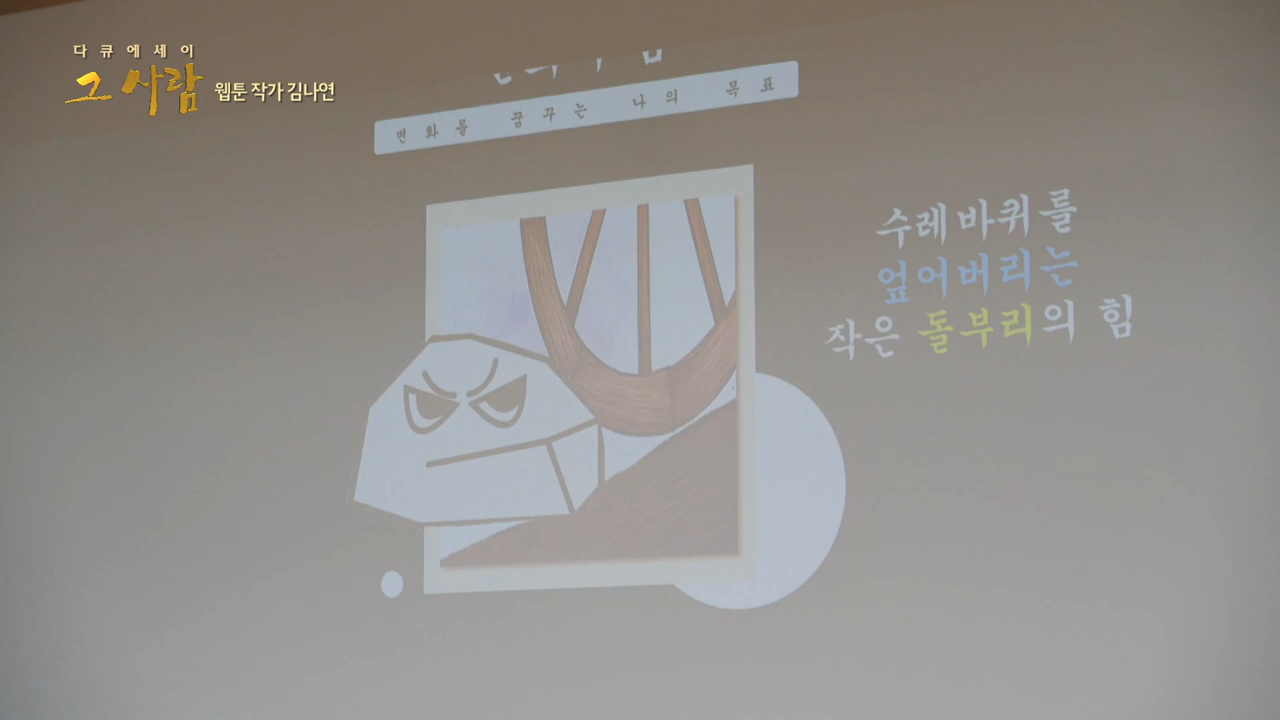 다큐에세이
그 사람 웹툰 작가 김나연
변화를 꿈꾸는 나의 목표
수레바퀴를
엎어버리는
작은 돌부리의 힘